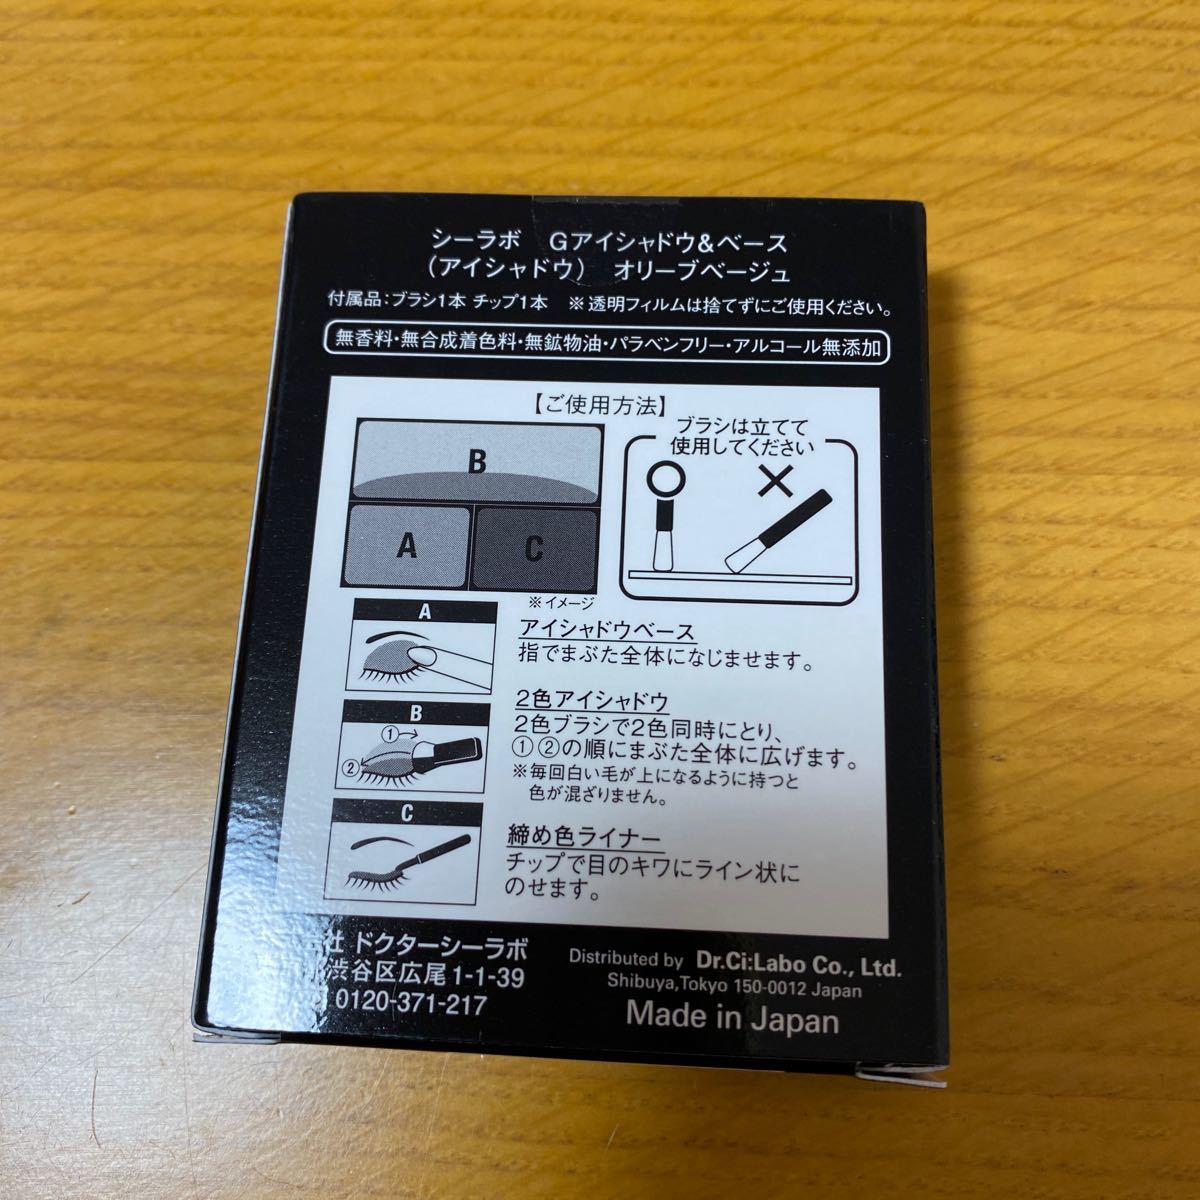 シーラボ Gアイシャドウ&ベース
（アイシャドウ） オリーブベージュ
付属品：ブラシ1本 チップ1本 ※透明フィルムは捨てずにご使用ください。
無香料・無合成着色料・無鉱物油・パラベンフリー・アルコール無添加
【ご使用方法】
B
A
C
※イメージ
ブラシは立てて
使用してください
A
アイシャドウベース
指でまぶた全体になじませます。
B
①
②
2色アイシャドウ
2色ブラシで2色同時にとり、
①②の順にまぶた全体に広げます。
※毎回白い毛が上になるように持つと
色が混ざりません。
C
締め色ライナー
チップで目のキワにライン状に
のせます。
社 ドクターシーラボ
渋谷区広尾1-1-39
0120-371-217
Distributed by Dr.Ci:Labo Co., Ltd.
Shibuya,Tokyo 150-0012 Japan
Made in Japan